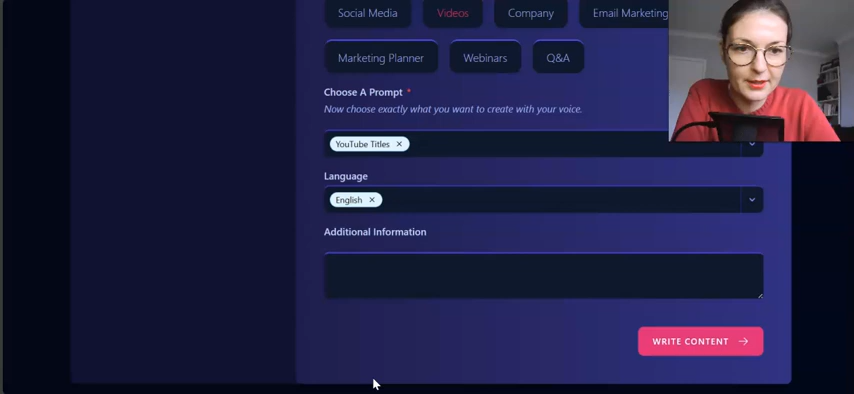 Social Media
Videos
Company
Email Marketing
Marketing Planner
Webinars
Q&A
Choose A Prompt *
Now choose exactly what you want to create with your voice.
YouTube Titles ×
Language
English ×
Additional Information
WRITE CONTENT →